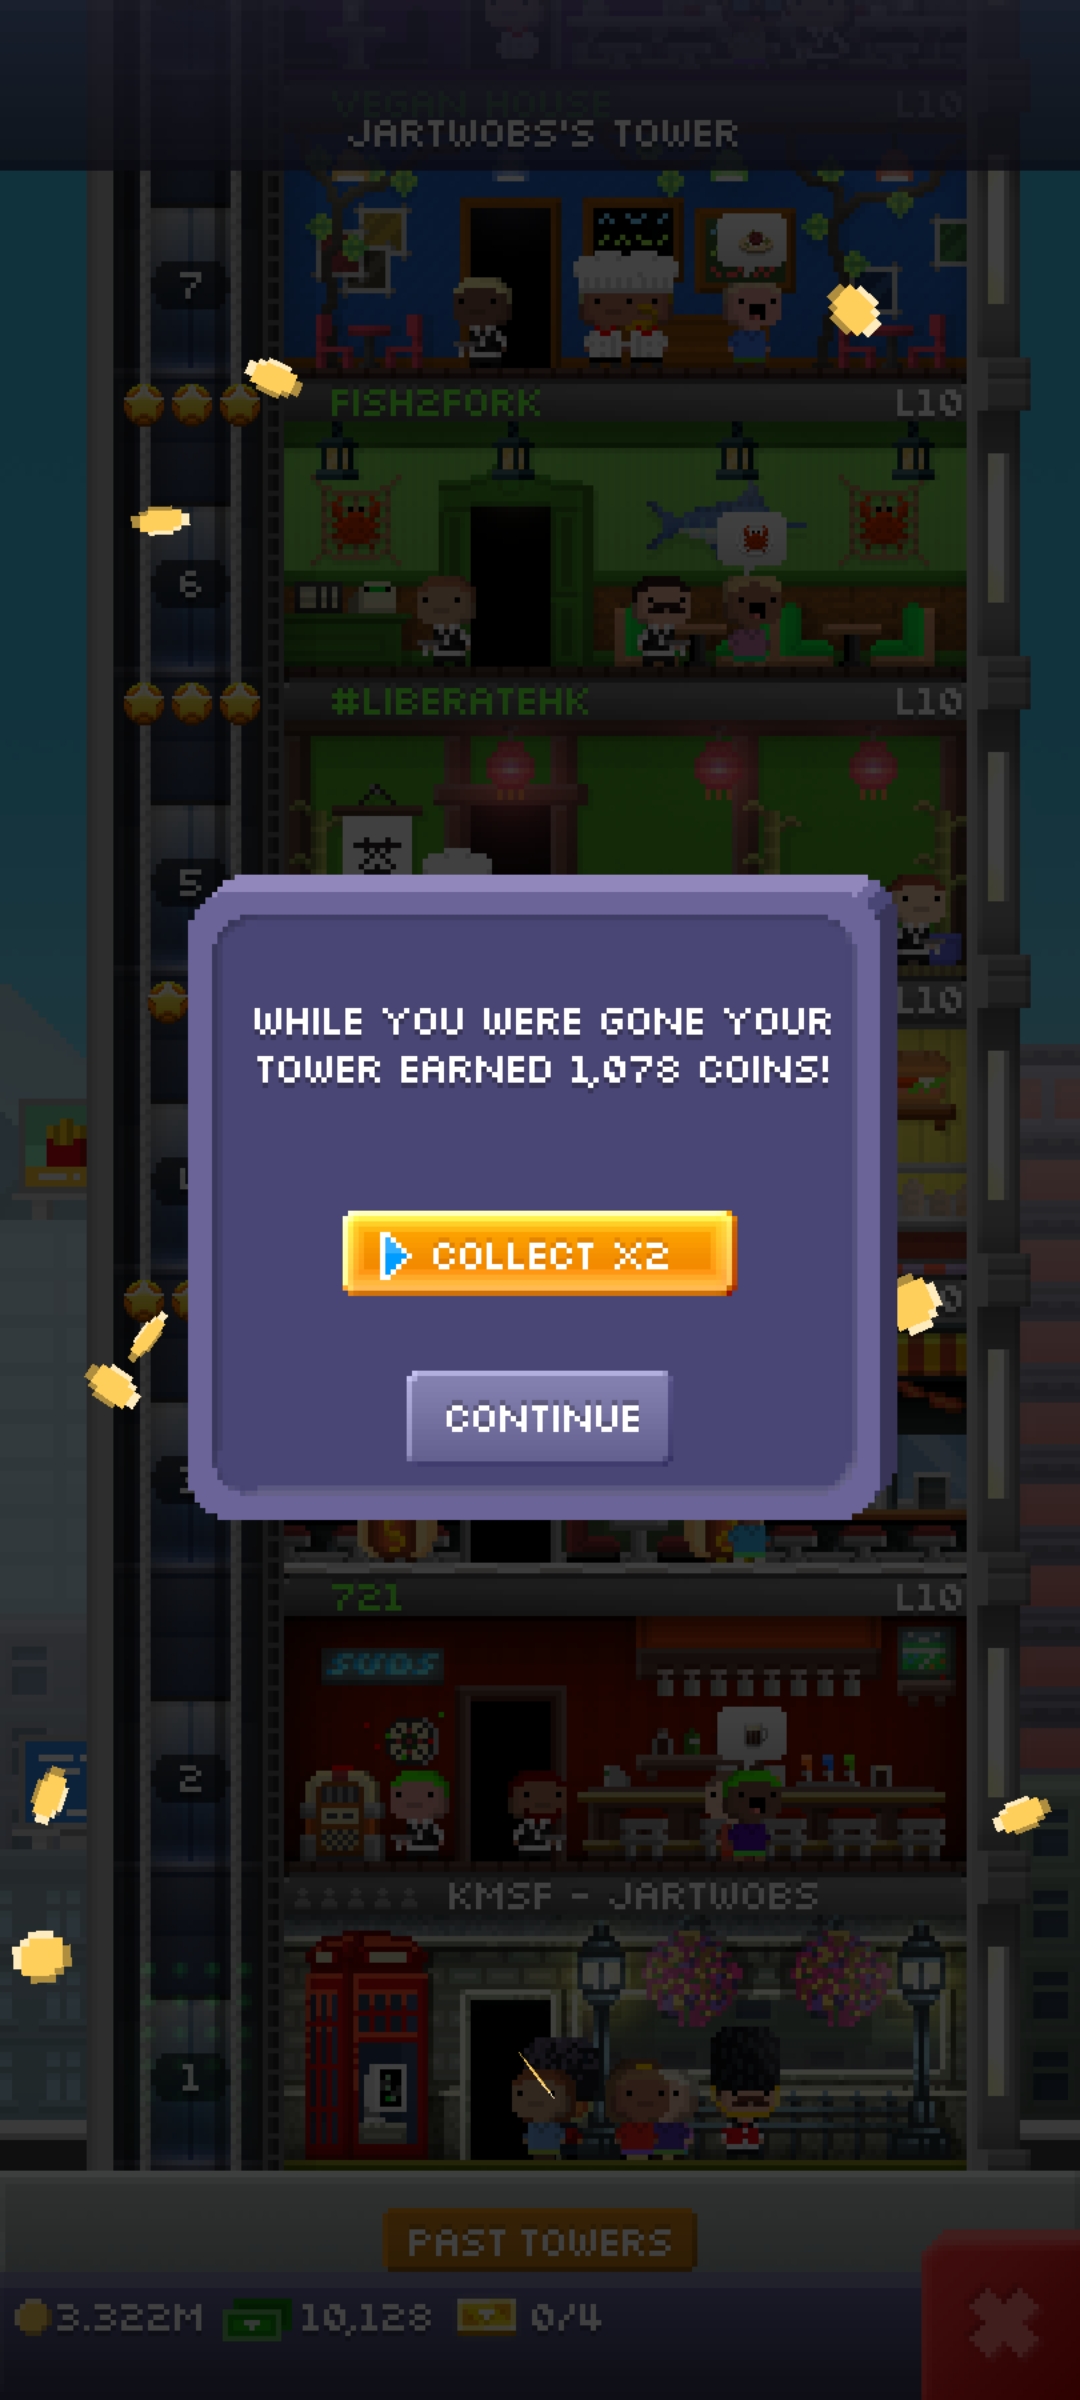 VEGAN HOUSE L10
JARTWOBS'S TOWER
7
FISH2FORK L10
6
#LIBERATEHK L10
5
L10
WHILE YOU WERE GONE YOUR
TOWER EARNED 1,078 COINS!
COLLECT X2
CONTINUE
721 L10
SUDS
2
KMSF - JARTWOBS
1
PAST TOWERS
3.322M 10,128 0/4